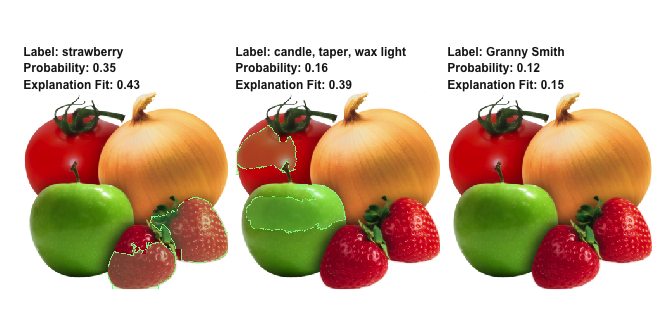 Label: strawberry
Probability: 0.35
Explanation Fit: 0.43
Label: candle, taper, wax light
Probability: 0.16
Explanation Fit: 0.39
Label: Granny Smith
Probability: 0.12
Explanation Fit: 0.15